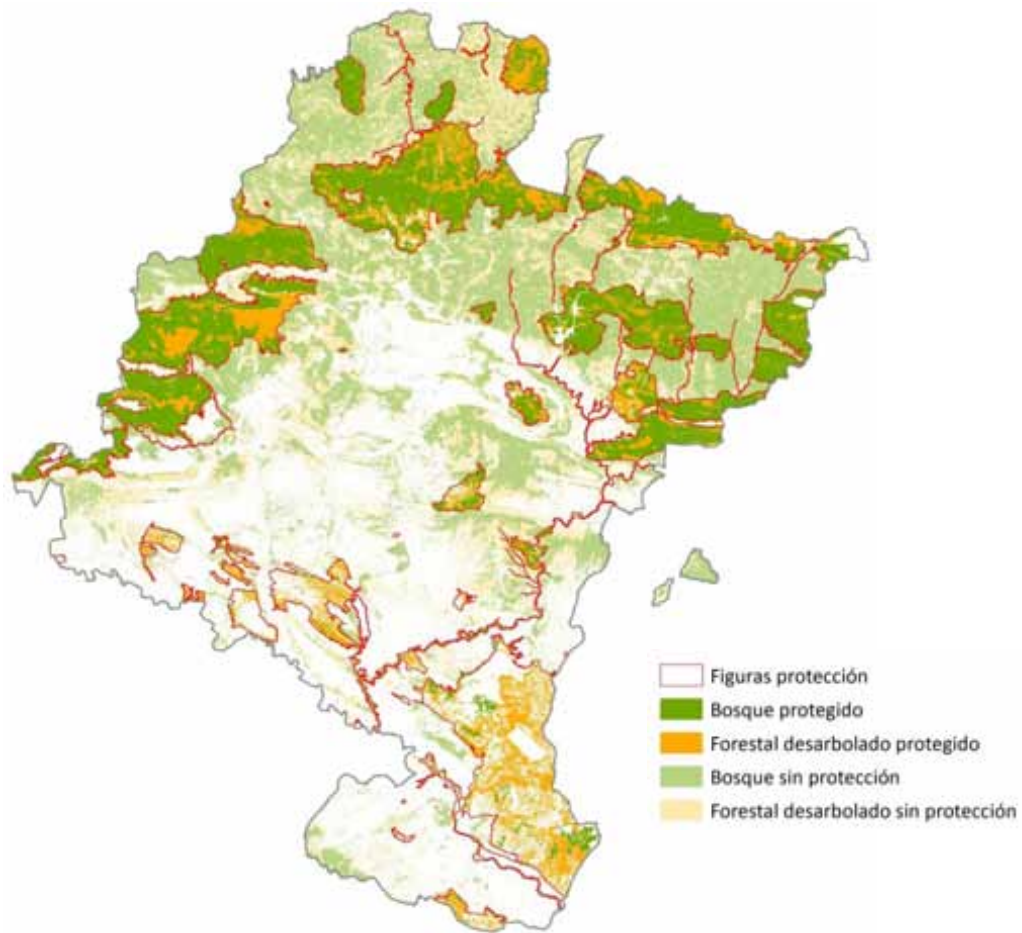 Figuras protección
Bosque protegido
Forestal desarbolado protegido
Bosque sin protección
Forestal desarbolado sin protección